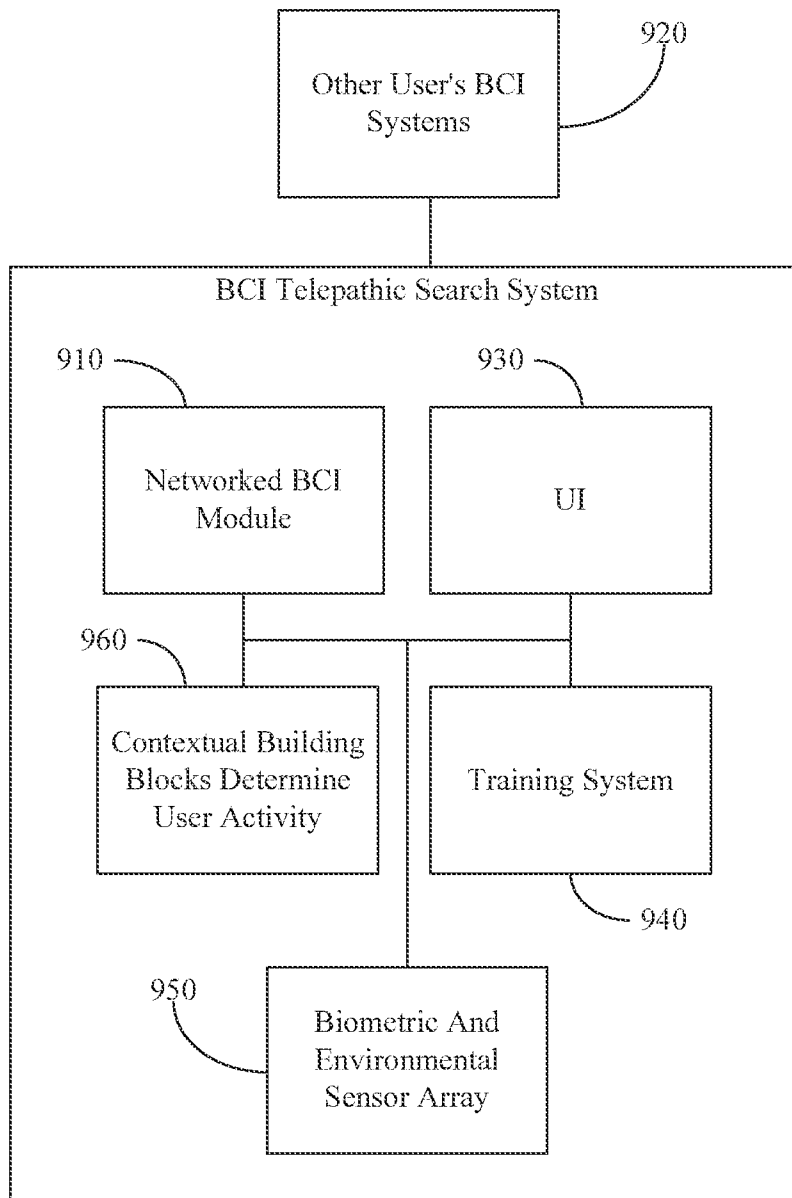 920
Other User's BCI
Systems
BCI Telepathic Search System
910
930
Networked BCI
Module
UI
960
Contextual Building
Blocks Determine
User Activity
Training System
940
950
Biometric And
Environmental
Sensor Array